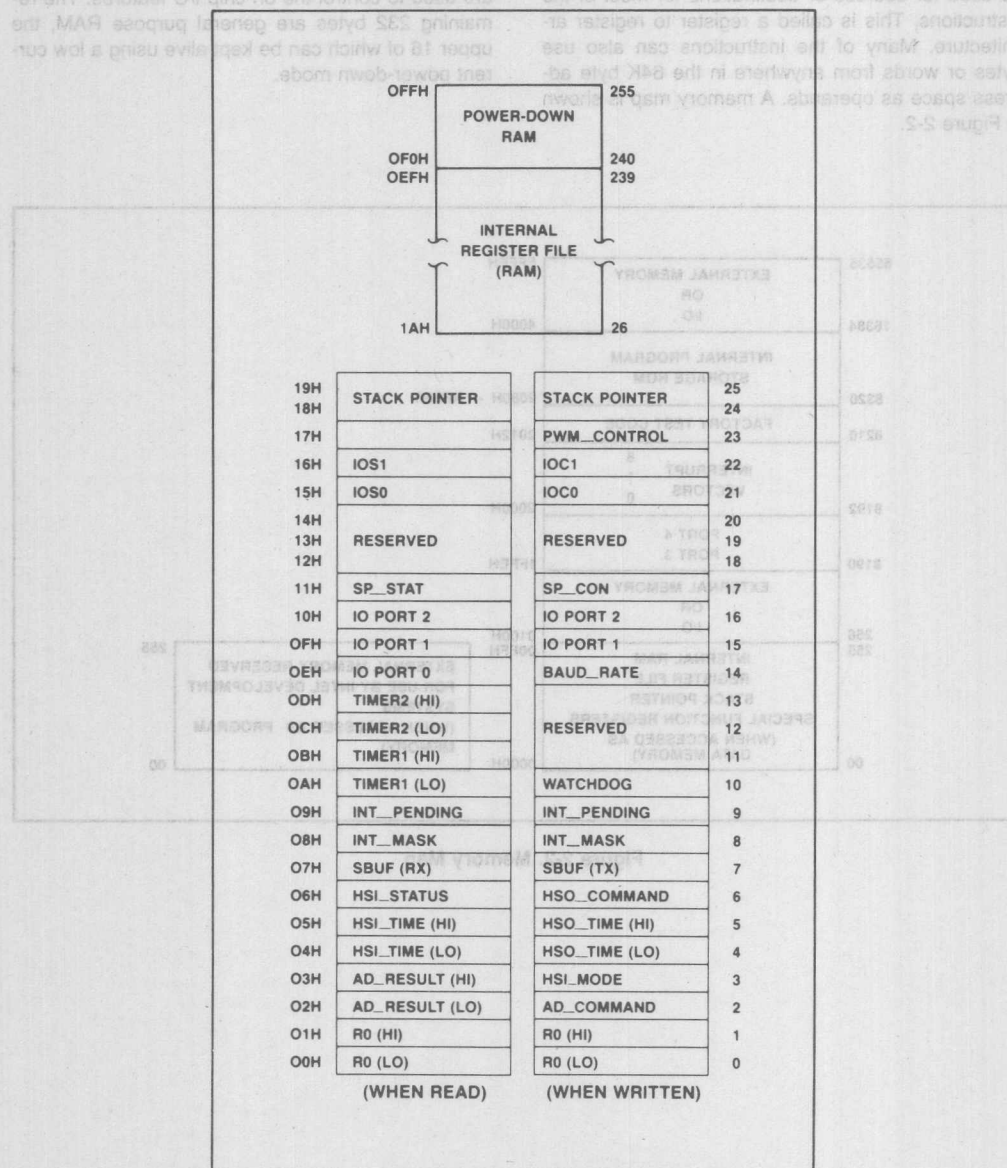 OFFH 255
POWER-DOWN
RAM
OF0H 240
OEFH 239
INTERNAL
REGISTER FILE
(RAM)
1AH 26
19H 25
STACK POINTER STACK POINTER
18H 24
17H PWM_CONTROL 23
16H IOS1 IOC1 22
15H IOS0 IOC0 21
14H 20
13H RESERVED RESERVED 19
12H 18
11H SP_STAT SP_CON 17
10H IO PORT 2 IO PORT 2 16
OFH IO PORT 1 IO PORT 1 15
OEH IO PORT 0 BAUD_RATE 14
ODH TIMER2 (HI) 13
OCH TIMER2 (LO) RESERVED 12
OBH TIMER1 (HI) 11
OAH TIMER1 (LO) WATCHDOG 10
O9H INT_PENDING INT_PENDING 9
O8H INT_MASK INT_MASK 8
O7H SBUF (RX) SBUF (TX) 7
O6H HSI_STATUS HSO_COMMAND 6
O5H HSI_TIME (HI) HSO_TIME (HI) 5
O4H HSI_TIME (LO) HSO_TIME (LO) 4
O3H AD_RESULT (HI) HSI_MODE 3
O2H AD_RESULT (LO) AD_COMMAND 2
O1H R0 (HI) R0 (HI) 1
O0H R0 (LO) R0 (LO) 0
(WHEN READ) (WHEN WRITTEN)